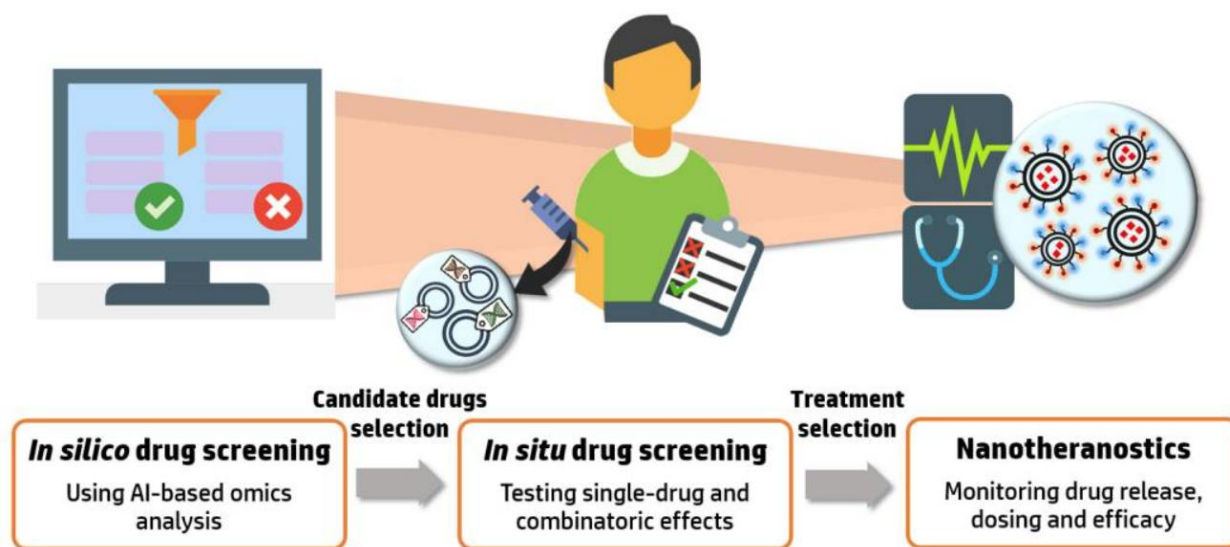 Candidate drugs
selection
Treatment
selection
In silico drug screening
Using AI-based omics
analysis
In situ drug screening
Testing single-drug and
combinatoric effects
Nanotheranostics
Monitoring drug release,
dosing and efficacy